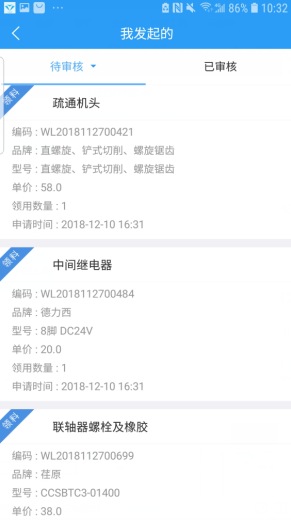 86% 10:32
我发起的
待审核
已审核
领料
疏通机头
编码 : WL2018112700421
品牌 : 直螺旋、铲式切削、螺旋锯齿
型号 : 直螺旋、铲式切削、螺旋锯齿
单价 : 58.0
领用数量 : 1
申请时间 : 2018-12-10 16:31
领料
中间继电器
编码 : WL2018112700484
品牌 : 德力西
型号 : 8脚 DC24V
单价 : 20.0
领用数量 : 1
申请时间 : 2018-12-10 16:31
领料
联轴器螺栓及橡胶
编码 : WL2018112700699
品牌 : 荏原
型号 : CCSBTC3-01400
单价 : 38.0